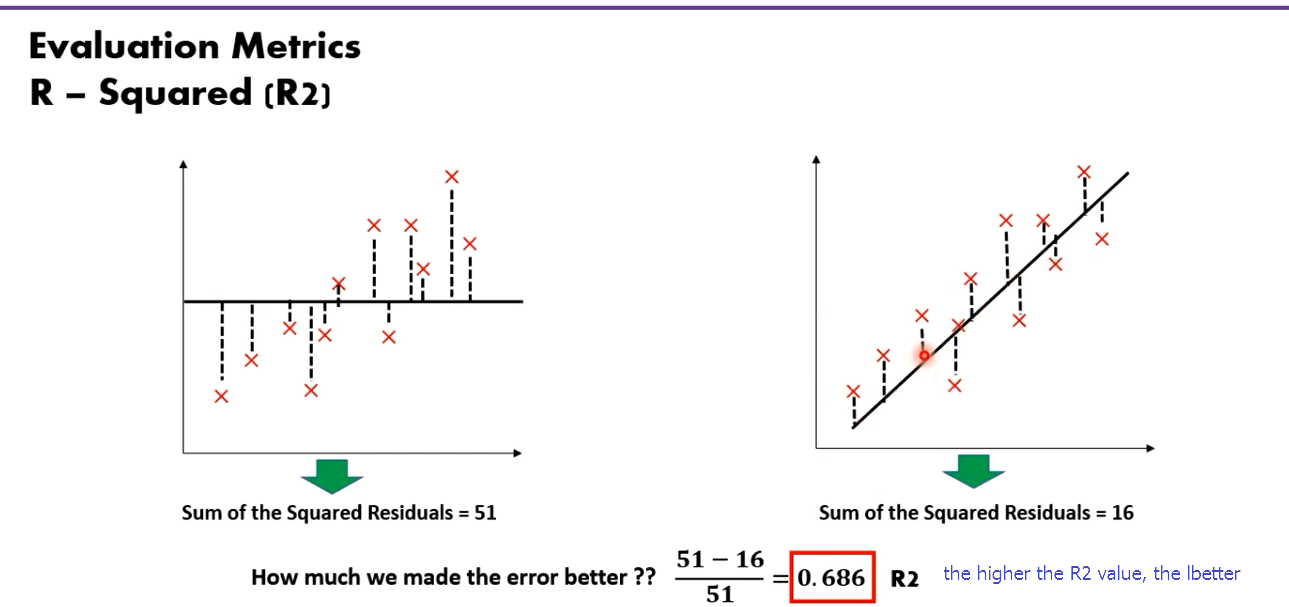 Evaluation Metrics
R – Squared (R2)
Sum of the Squared Residuals = 51
Sum of the Squared Residuals = 16
How much we made the error better ?? 51 − 16 / 51 = 0.686 R2 the higher the R2 value, the lbetter